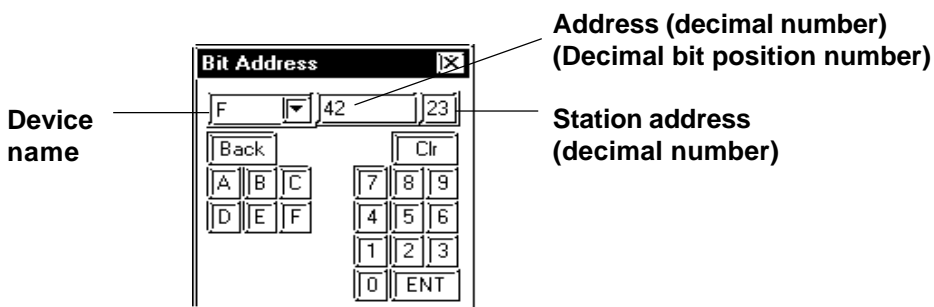 Address (decimal number)
(Decimal bit position number)
Bit Address
F 42 23
Device
name
Station address
(decimal number)
Back Clr
A B C 7 8 9
D E F 4 5 6
1 2 3
0 ENT